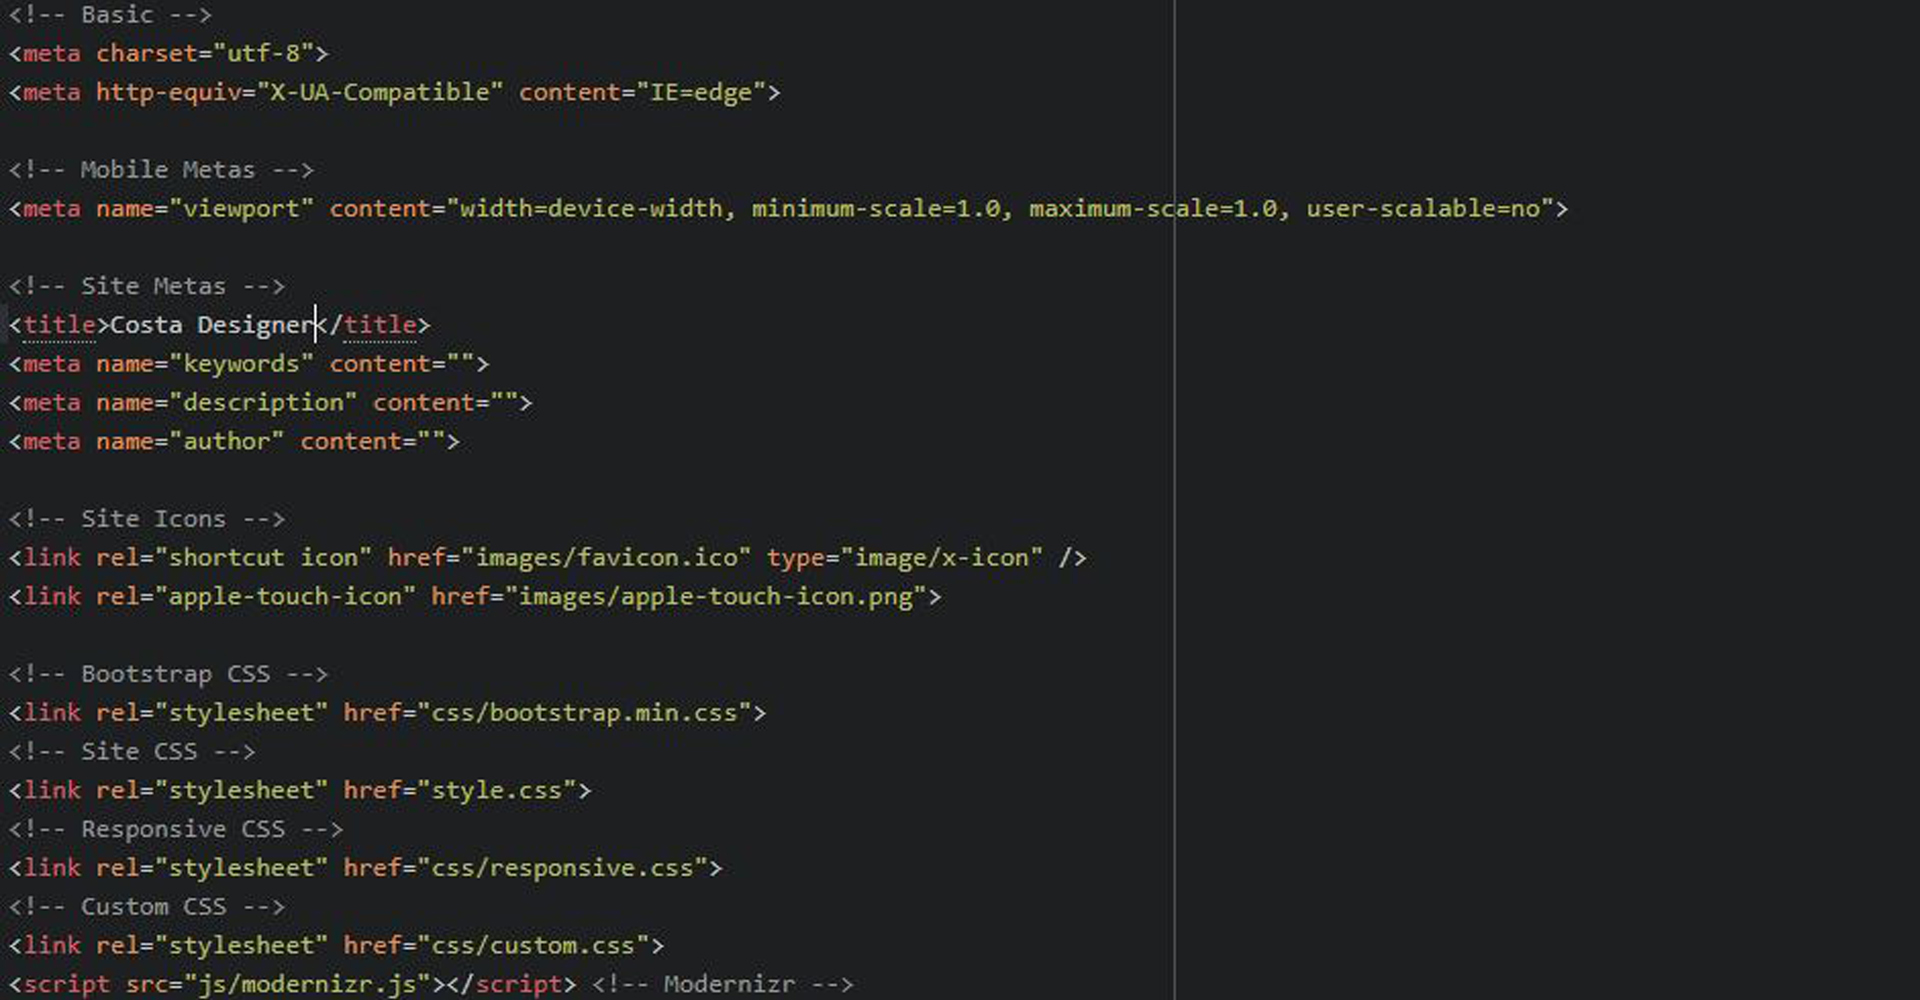 <!-- Basic -->
<meta charset="utf-8">
<meta http-equiv="X-UA-Compatible" content="IE=edge">
<!-- Mobile Metas -->
<meta name="viewport" content="width=device-width, minimum-scale=1.0, maximum-scale=1.0, user-scalable=no">
<!-- Site Metas -->
<title>Costa Designer</title>
<meta name="keywords" content="">
<meta name="description" content="">
<meta name="author" content="">
<!-- Site Icons -->
<link rel="shortcut icon" href="images/favicon.ico" type="image/x-icon" />
<link rel="apple-touch-icon" href="images/apple-touch-icon.png">
<!-- Bootstrap CSS -->
<link rel="stylesheet" href="css/bootstrap.min.css">
<!-- Site CSS -->
<link rel="stylesheet" href="style.css">
<!-- Responsive CSS -->
<link rel="stylesheet" href="css/responsive.css">
<!-- Custom CSS -->
<link rel="stylesheet" href="css/custom.css">
<script src="js/modernizr.js"></script> <!-- Modernizr -->